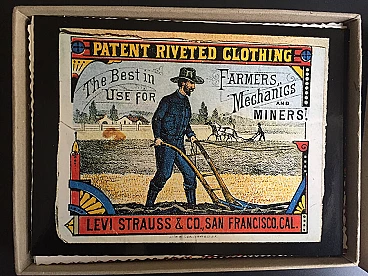 PATENT RIVETED CLOTHING
The Best in
USE FOR
FARMERS,
Mechanics
AND
MINERS.
LEVI STRAUSS & CO, SAN FRANCISCO, CAL.